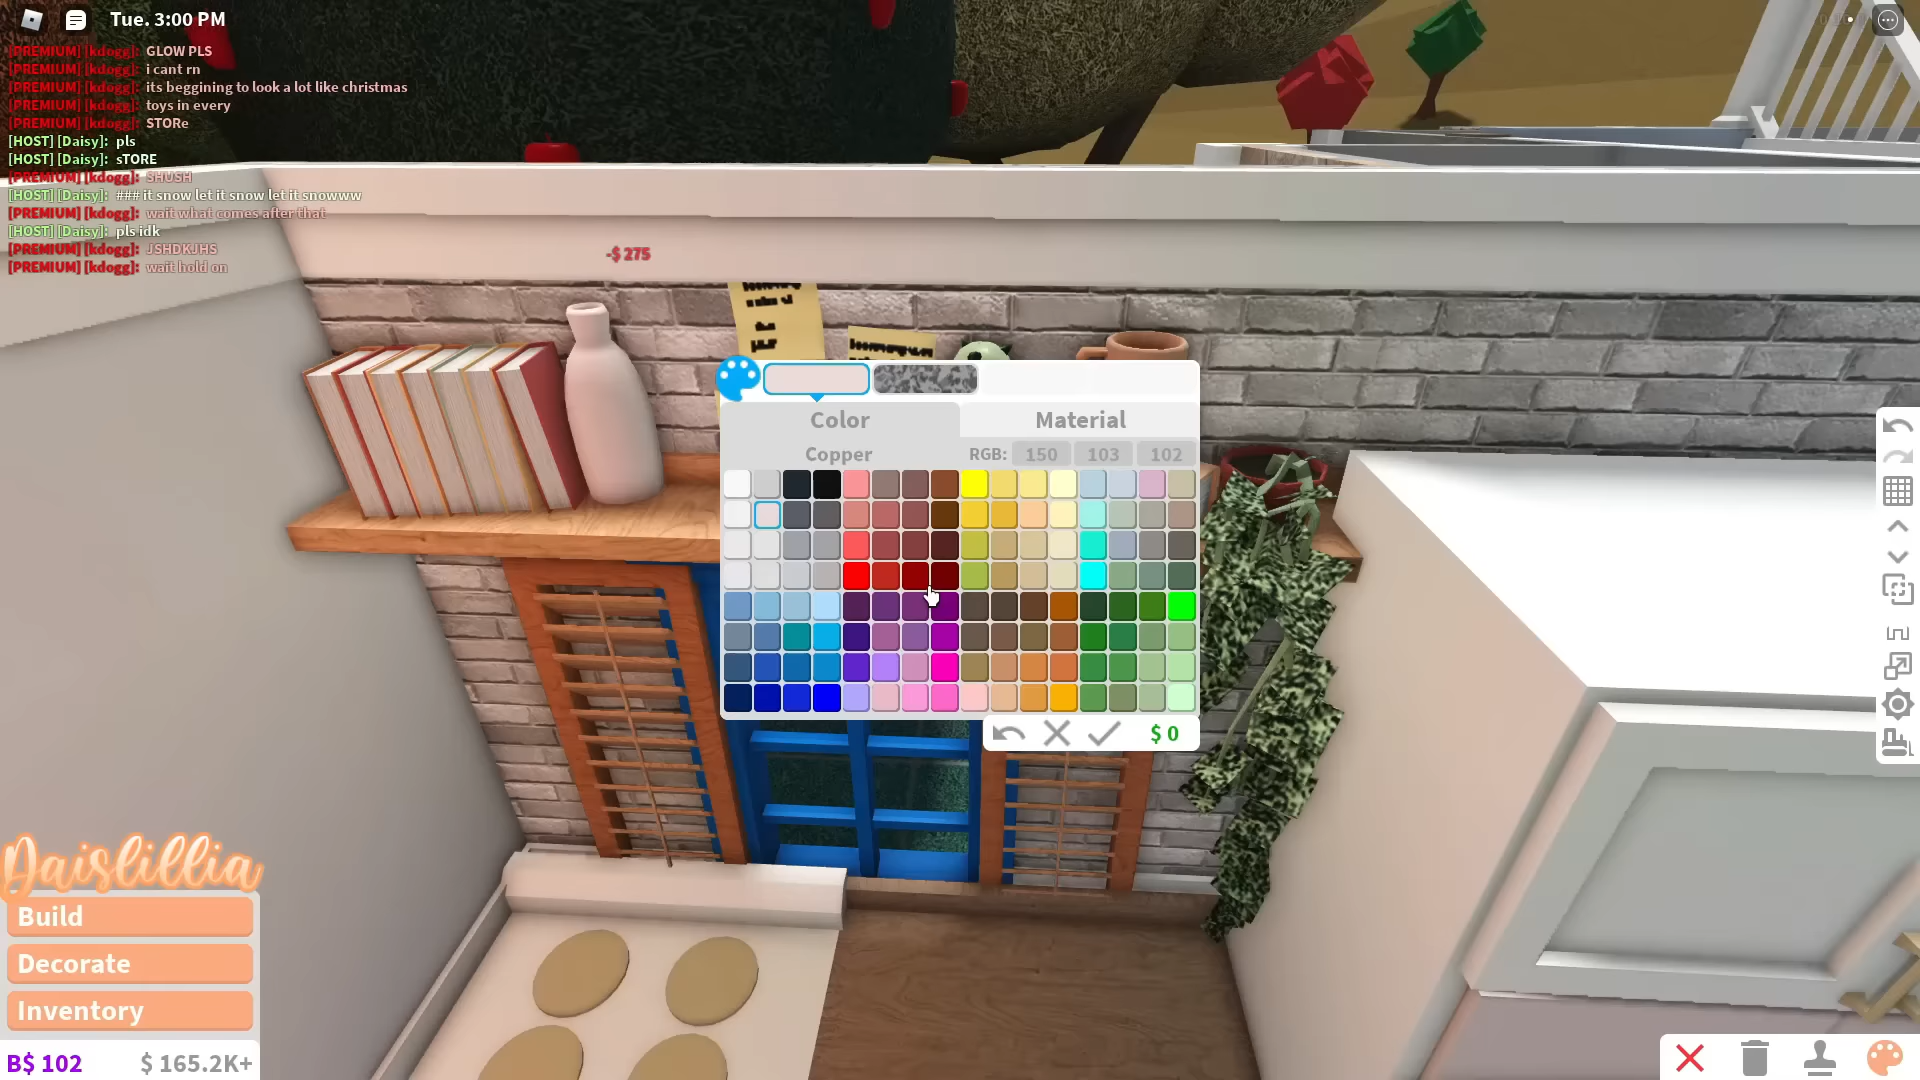 Tue. 3:00 PM
[PREMIUM] [kdogg]: GLOW PLS
[PREMIUM] [kdogg]: i cant rn
[PREMIUM] [kdogg]: its beggining to look a lot like christmas
[PREMIUM] [kdogg]: toys in every
[PREMIUM] [kdogg]: STORe
[HOST] [Daisy]: pls
[HOST] [Daisy]: sTORE
[PREMIUM] [kdogg]: SHUSH
[HOST] [Daisy]: ### it snow let it snow let it snowww
[PREMIUM] [kdogg]: wait what comes after that
[HOST] [Daisy]: pls idk
[PREMIUM] [kdogg]: JSHDKJHS
[PREMIUM] [kdogg]: wait hold on
-$ 275
Color
Material
Copper
RGB: 150 103 102
$ 0
Daislillia
Build
Decorate
Inventory
B$ 102
$ 165.2K+